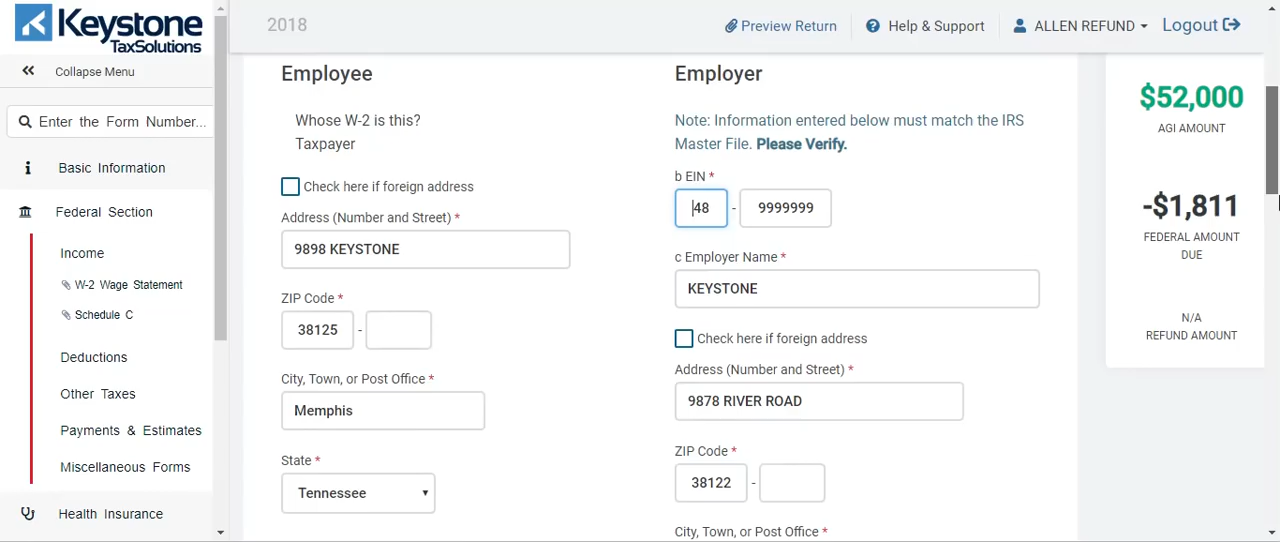 Keystone
TaxSolutions
2018
Preview Return
Help & Support
ALLEN REFUND
Logout
Collapse Menu
Enter the Form Number...
Basic Information
Federal Section
Income
W-2 Wage Statement
Schedule C
Deductions
Other Taxes
Payments & Estimates
Miscellaneous Forms
Health Insurance
Employee
Whose W-2 is this?
Taxpayer
Check here if foreign address
Address (Number and Street) *
9898 KEYSTONE
ZIP Code *
38125 -
City, Town, or Post Office *
Memphis
State *
Tennessee
Employer
Note: Information entered below must match the IRS
Master File. Please Verify.
b EIN *
48 - 9999999
c Employer Name *
KEYSTONE
Check here if foreign address
Address (Number and Street) *
9878 RIVER ROAD
ZIP Code *
38122 -
City, Town, or Post Office *
$52,000
AGI AMOUNT
-$1,811
FEDERAL AMOUNT
DUE
N/A
REFUND AMOUNT